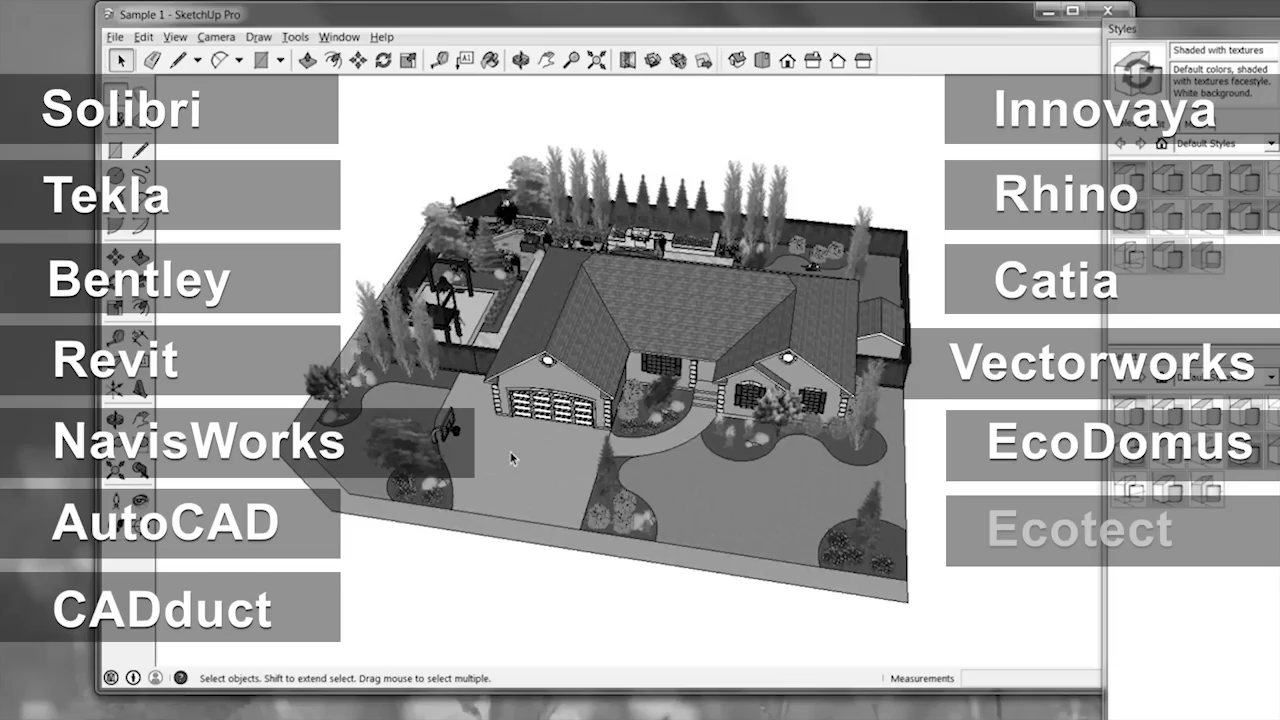 Sample 1 - SketchUp Pro
File Edit View Camera Draw Tools Window Help
Styles
Shaded with textures
Default colors, shaded
with textures facestyle.
White background.
Default Styles
Solibri
Tekla
Bentley
Revit
NavisWorks
AutoCAD
CADduct
Innovaya
Rhino
Catia
Vectorworks
EcoDomus
Ecotect
Select objects. Shift to extend select. Drag mouse to select multiple.
Measurements